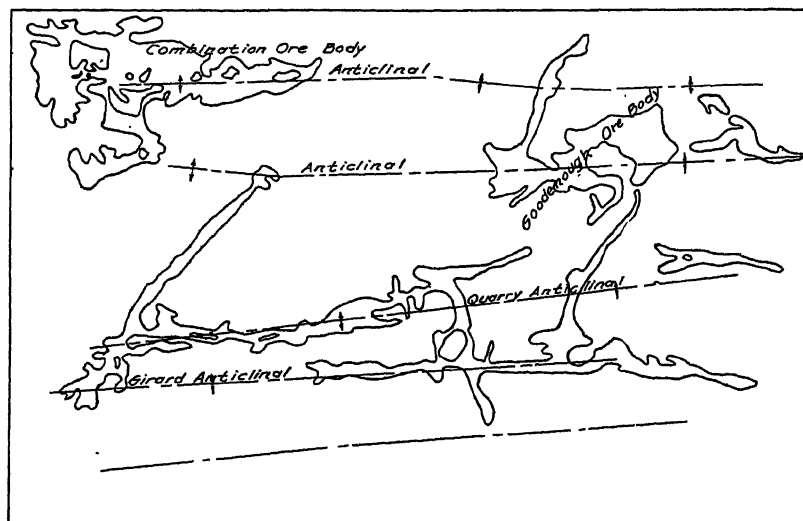 Combination Ore Body
Anticlinal
Goodenough Ore Body
Anticlinal
Quarry Anticlinal
Girard Anticlinal